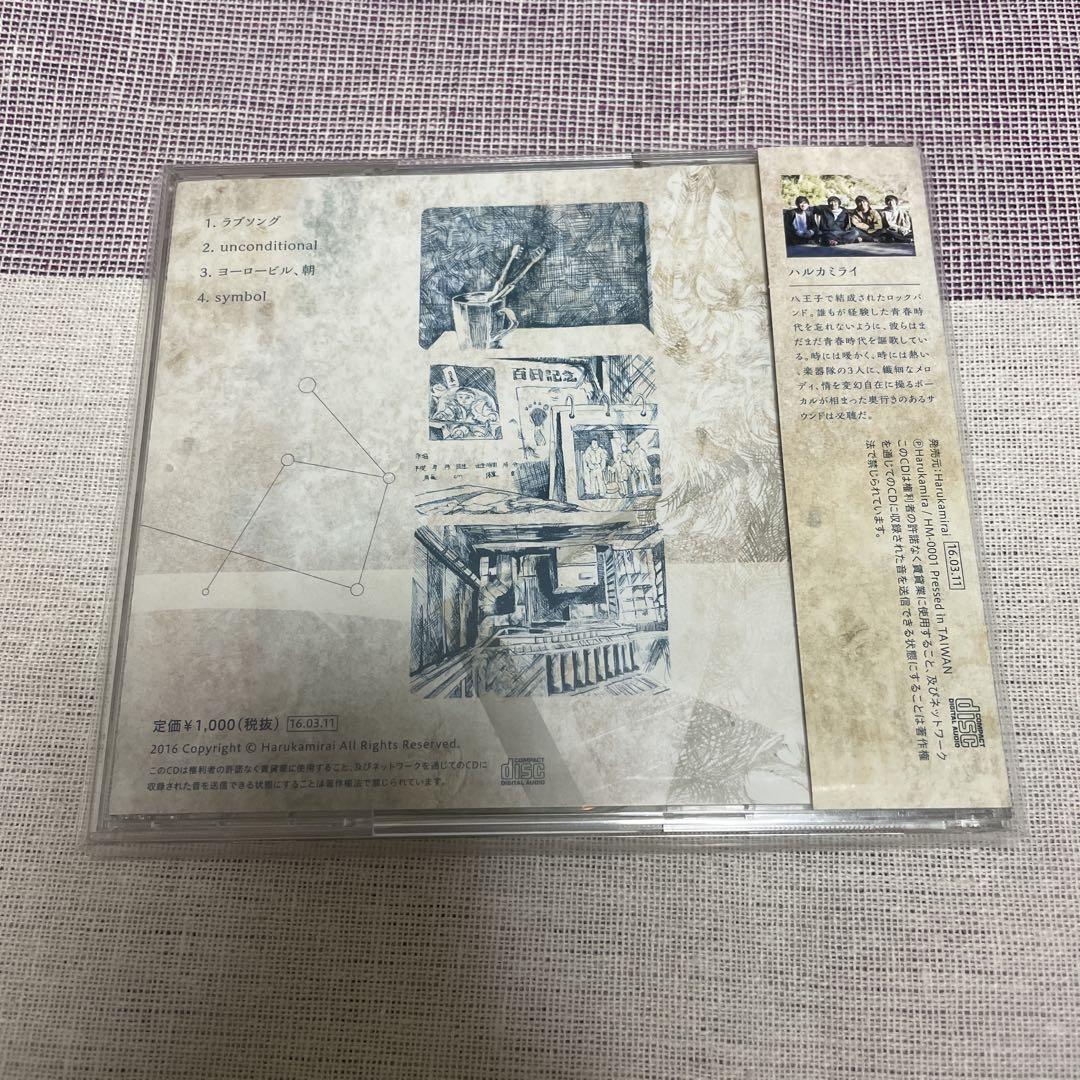 1. ラブソング
2. unconditional
3. ヨーロービル、朝
4. symbol
百日記念
定価¥1,000(税抜) 16.03.11
2016 Copyright © Harukamirai All Rights Reserved.
このCDは権利者の許諾なく賃貸業に使用すること、及びネットワークを通じてのCDに
収録された音を送信できる状態にすることは著作権法で禁じられています。
COMPACT
disc
DIGITAL AUDIO
ハルカミライ
八王子で結成されたロックバ
ンド。誰もが経験した青春時
代を忘れないように、彼らはま
だまだ青春時代を謳歌してい
る。時には暖かく。時には熱い
、楽器隊の3人に、繊細なメロ
ディ、情を変幻自在に操るボー
カルが相まった奥行きのあるサ
ウンドは必聴だ。
発売元:Harukamirai 16.03.11
ⓅHarukamira / HM-0001 Pressed in TAIWAN
このCDは権利者の許諾なく賃貸業に使用すること、及びネットワーク
を通じてのCDに収録された音を送信できる状態にすることは著作権
法で禁じられています。
COMPACT
disc
DIGITAL AUDIO